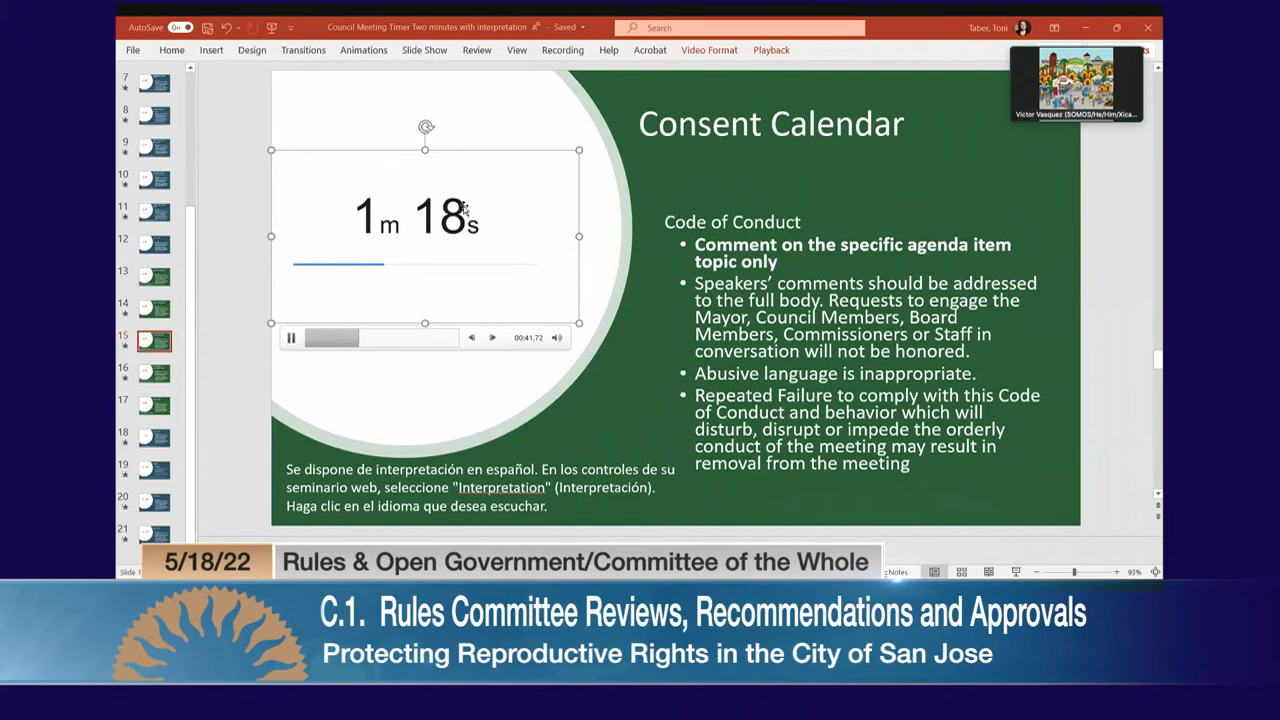 AutoSave
On
Council Meeting Timer Two minutes with interpretation
Saved
Search
Taber, Toni
File Home Insert Design Transitions Animations Slide Show Review View Recording Help Acrobat Video Format Playback
Victor Vasquez (SOMOS/He/Him/Xica...
7
8
9
10
11
12
13
14
15
16
17
18
19
20
21
1m 18s
00:41.72
Consent Calendar
Code of Conduct
• Comment on the specific agenda item
topic only
• Speakers' comments should be addressed
to the full body. Requests to engage the
Mayor, Council Members, Board
Members, Commissioners or Staff in
conversation will not be honored.
• Abusive language is inappropriate.
• Repeated Failure to comply with this Code
of Conduct and behavior which will
disturb, disrupt or impede the orderly
conduct of the meeting may result in
removal from the meeting
Se dispone de interpretación en español. En los controles de su
seminario web, seleccione "Interpretation" (Interpretación).
Haga clic en el idioma que desea escuchar.
Slide 1
Notes
93%
5/18/22
Rules & Open Government/Committee of the Whole
C.1. Rules Committee Reviews, Recommendations and Approvals
Protecting Reproductive Rights in the City of San Jose